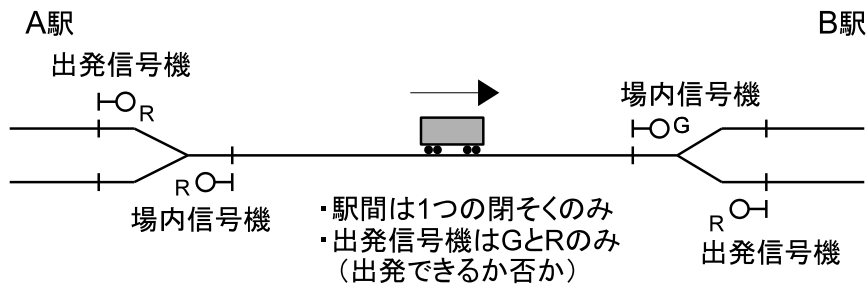 A駅
B駅
出発信号機
R
場内信号機
G
R
場内信号機
R
出発信号機
・駅間は1つの閉そくのみ
・出発信号機はGとRのみ
（出発できるか否か）